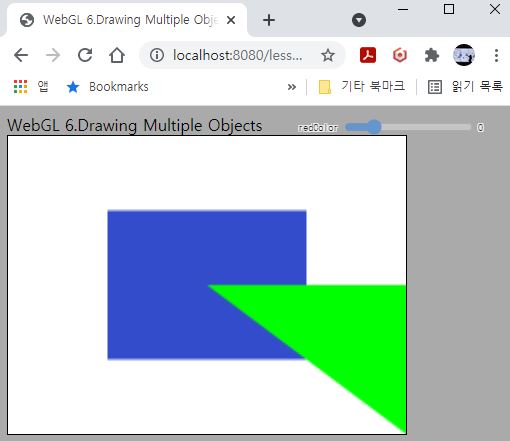 WebGL 6.Drawing Multiple Obje
localhost:8080/less...
앱 Bookmarks » 기타 북마크 읽기 목록
WebGL 6.Drawing Multiple Objects redColor 0